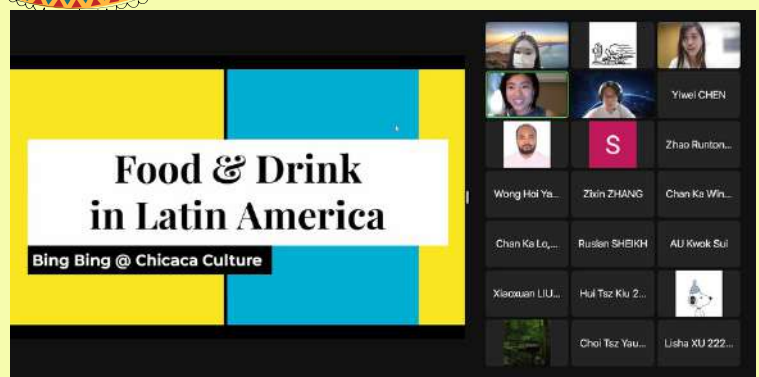 Food & Drink
in Latin America
Bing Bing @ Chicaca Culture
Yiwei CHEN
S
Zhao Runton...
Wong Hoi Ya...
Zixin ZHANG
Chan Ka Win...
Chan Ka Lo,...
Ruslan SHEIKH
AU Kwok Sui
Xiaoxuan LIU...
Hui Tsz Kiu 2...
Choi Tsz Yau...
Lisha XU 222...